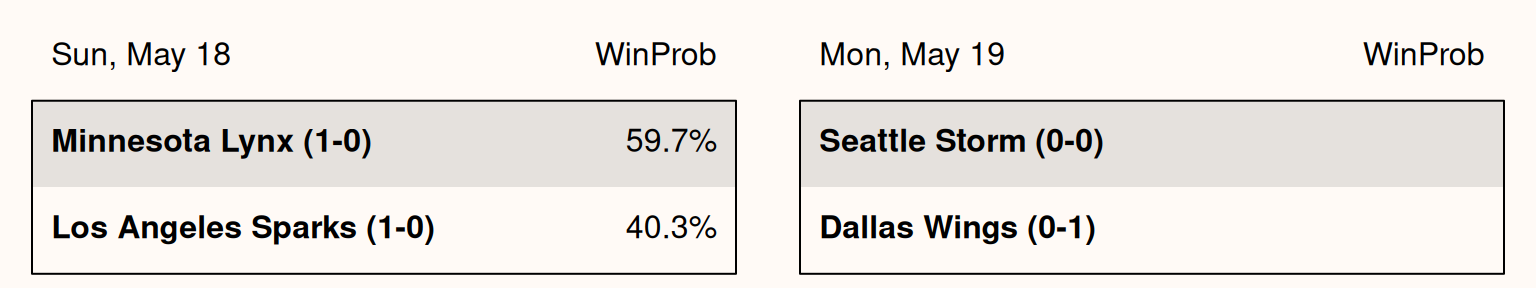 Sun, May 18 WinProb
Minnesota Lynx (1-0) 59.7%
Los Angeles Sparks (1-0) 40.3%
Mon, May 19 WinProb
Seattle Storm (0-0)
Dallas Wings (0-1)